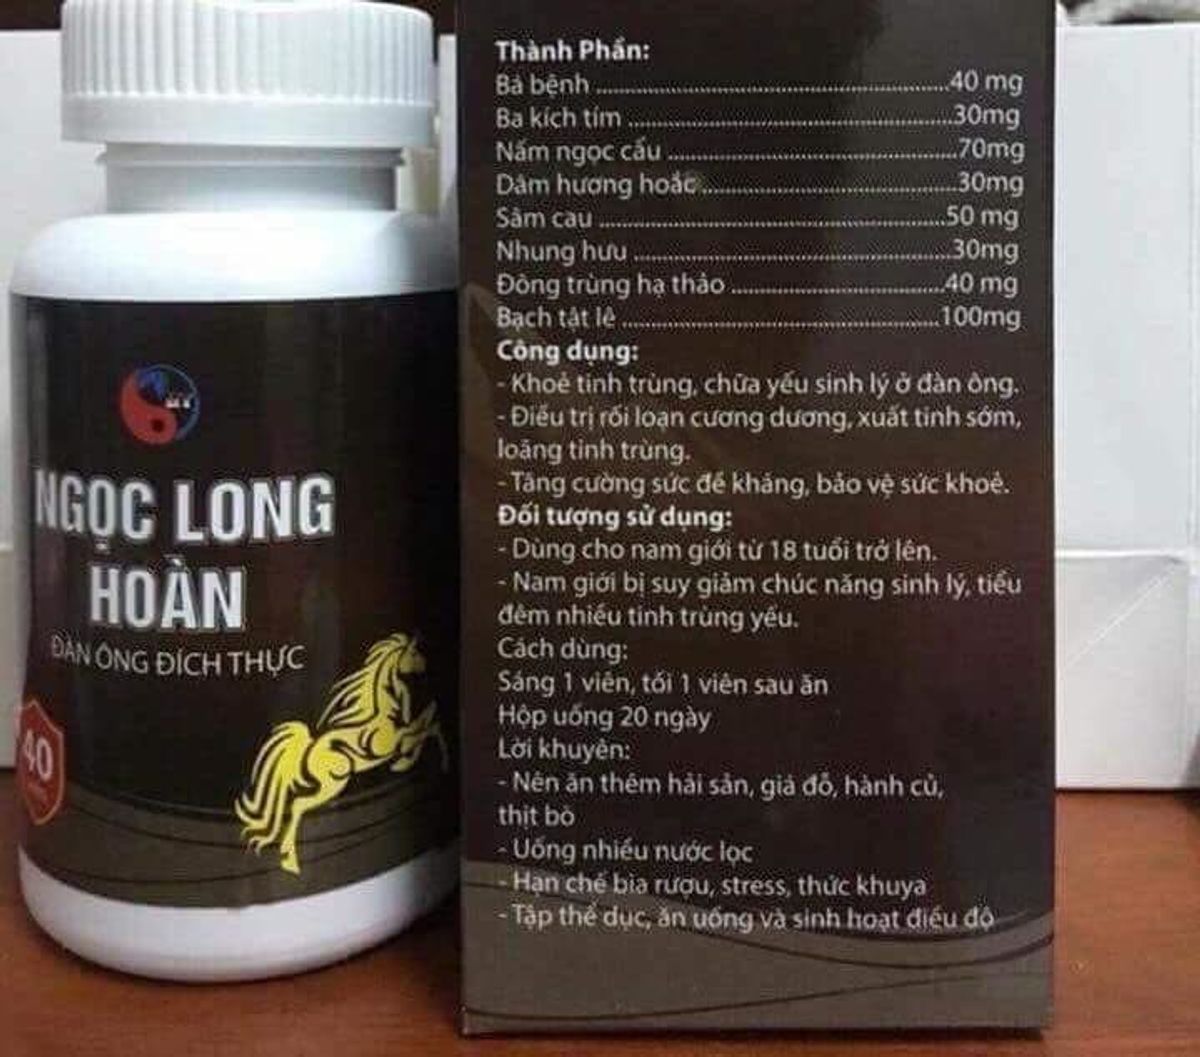 NGỌC LONG
HOÀN
ĐÀN ÔNG ĐÍCH THỰC
40
Thành Phần:
Bá bệnh ........................................................40 mg
Ba kích tím ....................................................30mg
Nấm ngọc cẩu ..............................................70mg
Dâm hương hoắc .........................................30mg
Sâm cau ........................................................50 mg
Nhung hưu ...................................................30mg
Đông trùng hạ thảo ....................................40 mg
Bạch tật lê ....................................................100mg
Công dụng:
- Khoẻ tinh trùng, chữa yếu sinh lý ở đàn ông.
- Điều trị rối loạn cương dương, xuất tinh sớm,
loãng tinh trùng.
- Tăng cường sức đề kháng, bảo vệ sức khoẻ.
Đối tượng sử dụng:
- Dùng cho nam giới từ 18 tuổi trở lên.
- Nam giới bị suy giảm chúc năng sinh lý, tiểu
đêm nhiều tinh trùng yếu.
Cách dùng:
Sáng 1 viên, tối 1 viên sau ăn
Hộp uống 20 ngày
Lời khuyên:
- Nên ăn thêm hải sản, giá đỗ, hành củ,
thịt bò
- Uống nhiều nước lọc
- Hạn chế bia rượu, stress, thức khuya
- Tập thể dục, ăn uống và sinh hoạt điều độ